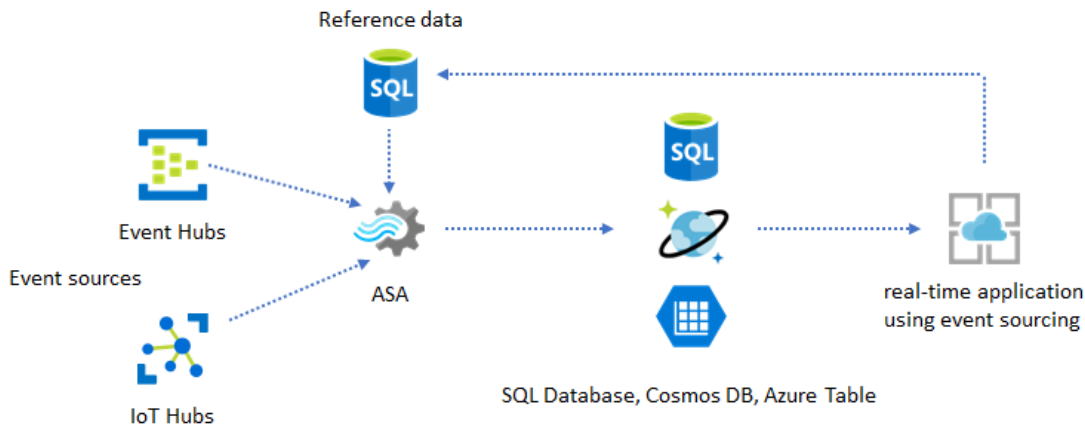 Reference data
SQL
SQL
Event Hubs
Event sources
ASA
real-time application
using event sourcing
IoT Hubs
SQL Database, Cosmos DB, Azure Table